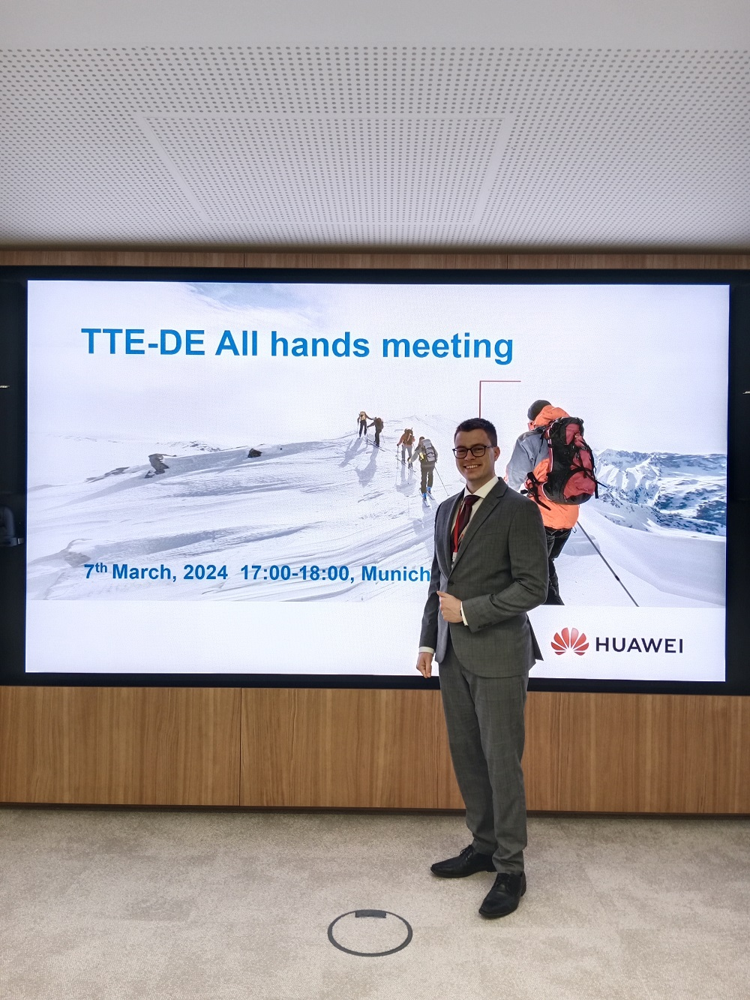 TTE-DE All hands meeting
7th March, 2024 17:00-18:00, Munich
HUAWEI